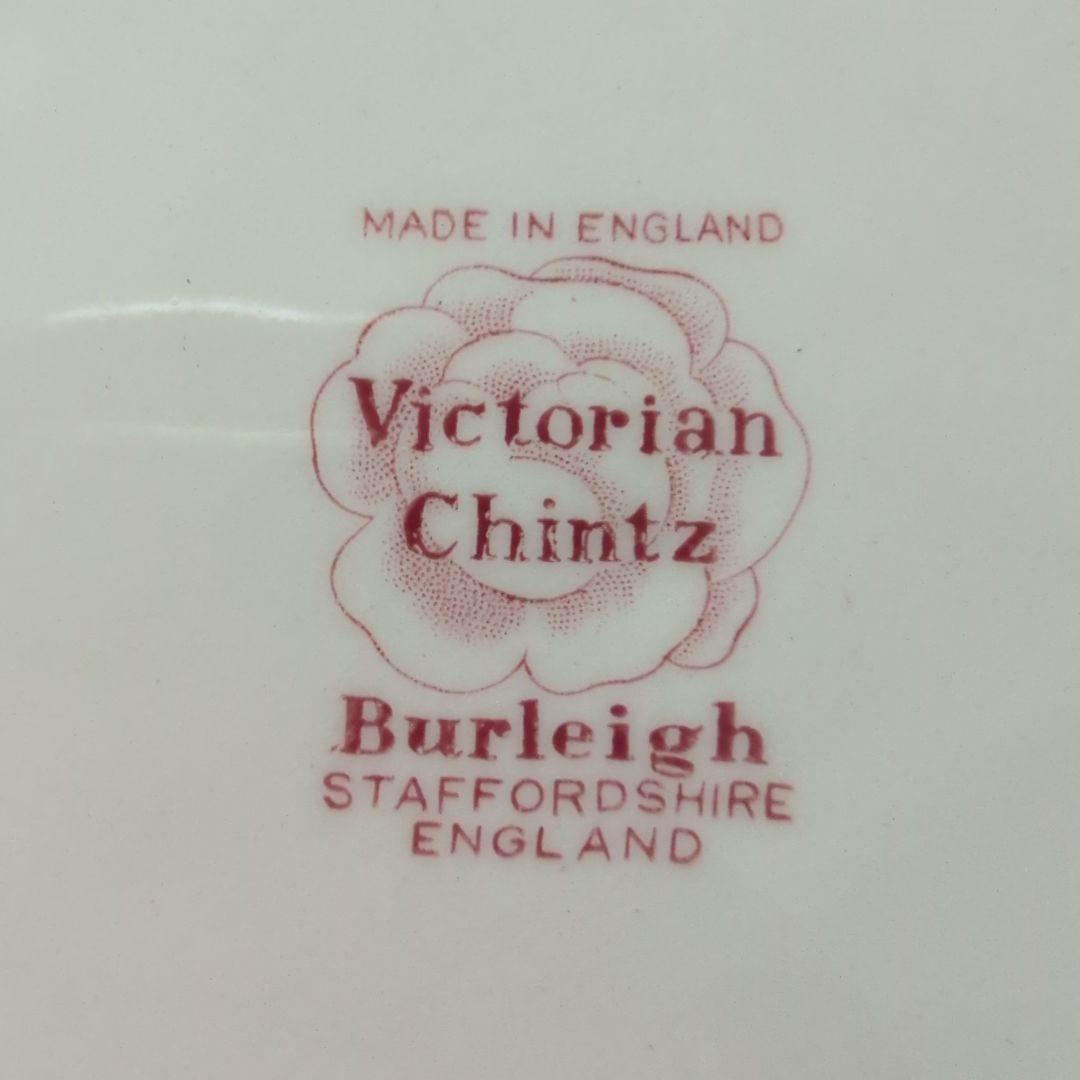 MADE IN ENGLAND
Victorian
Chintz
Burleigh
STAFFORDSHIRE
ENGLAND